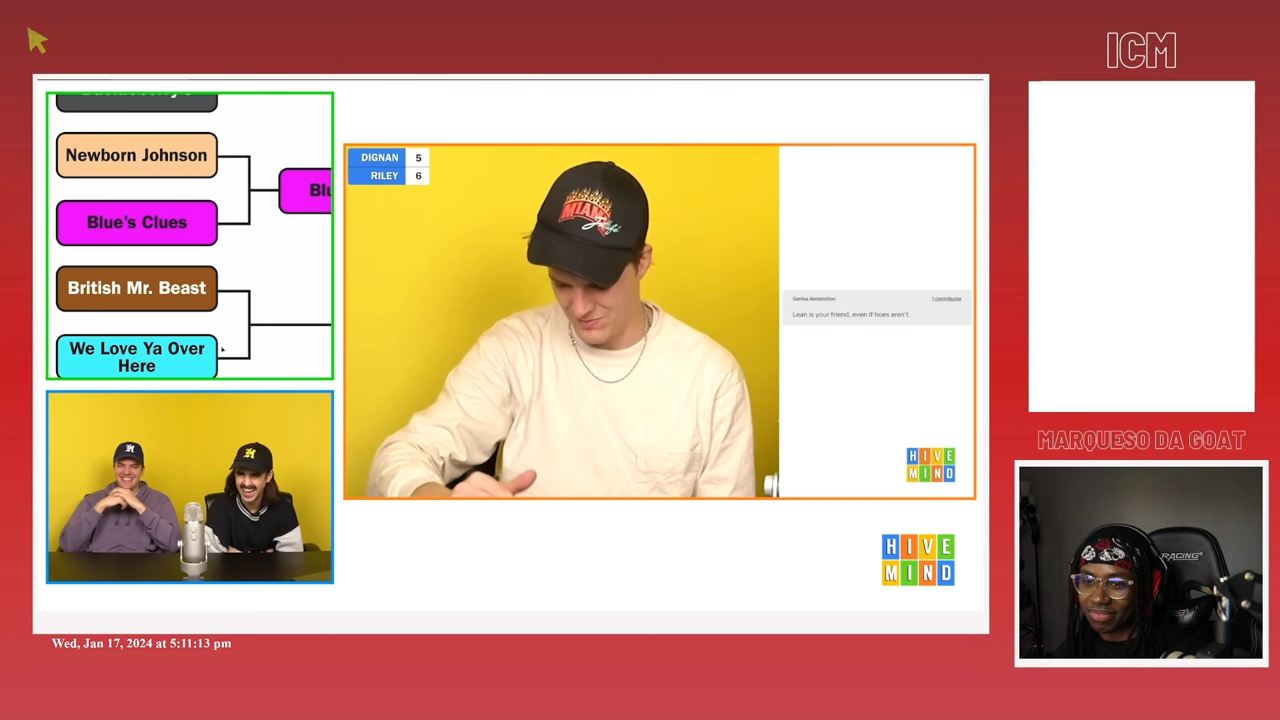 ICM
Newborn Johnson
Blue's Clues
British Mr. Beast
We Love Ya Over
Here
DIGNAN 5
RILEY 6
MIAMI
Genius Annotation
1 contributor
Lean is your friend, even if hoes aren't.
HIVE
MIND
HIVE
MIND
MARQUESO DA GOAT
RACING
Wed, Jan 17, 2024 at 5:11:13 pm